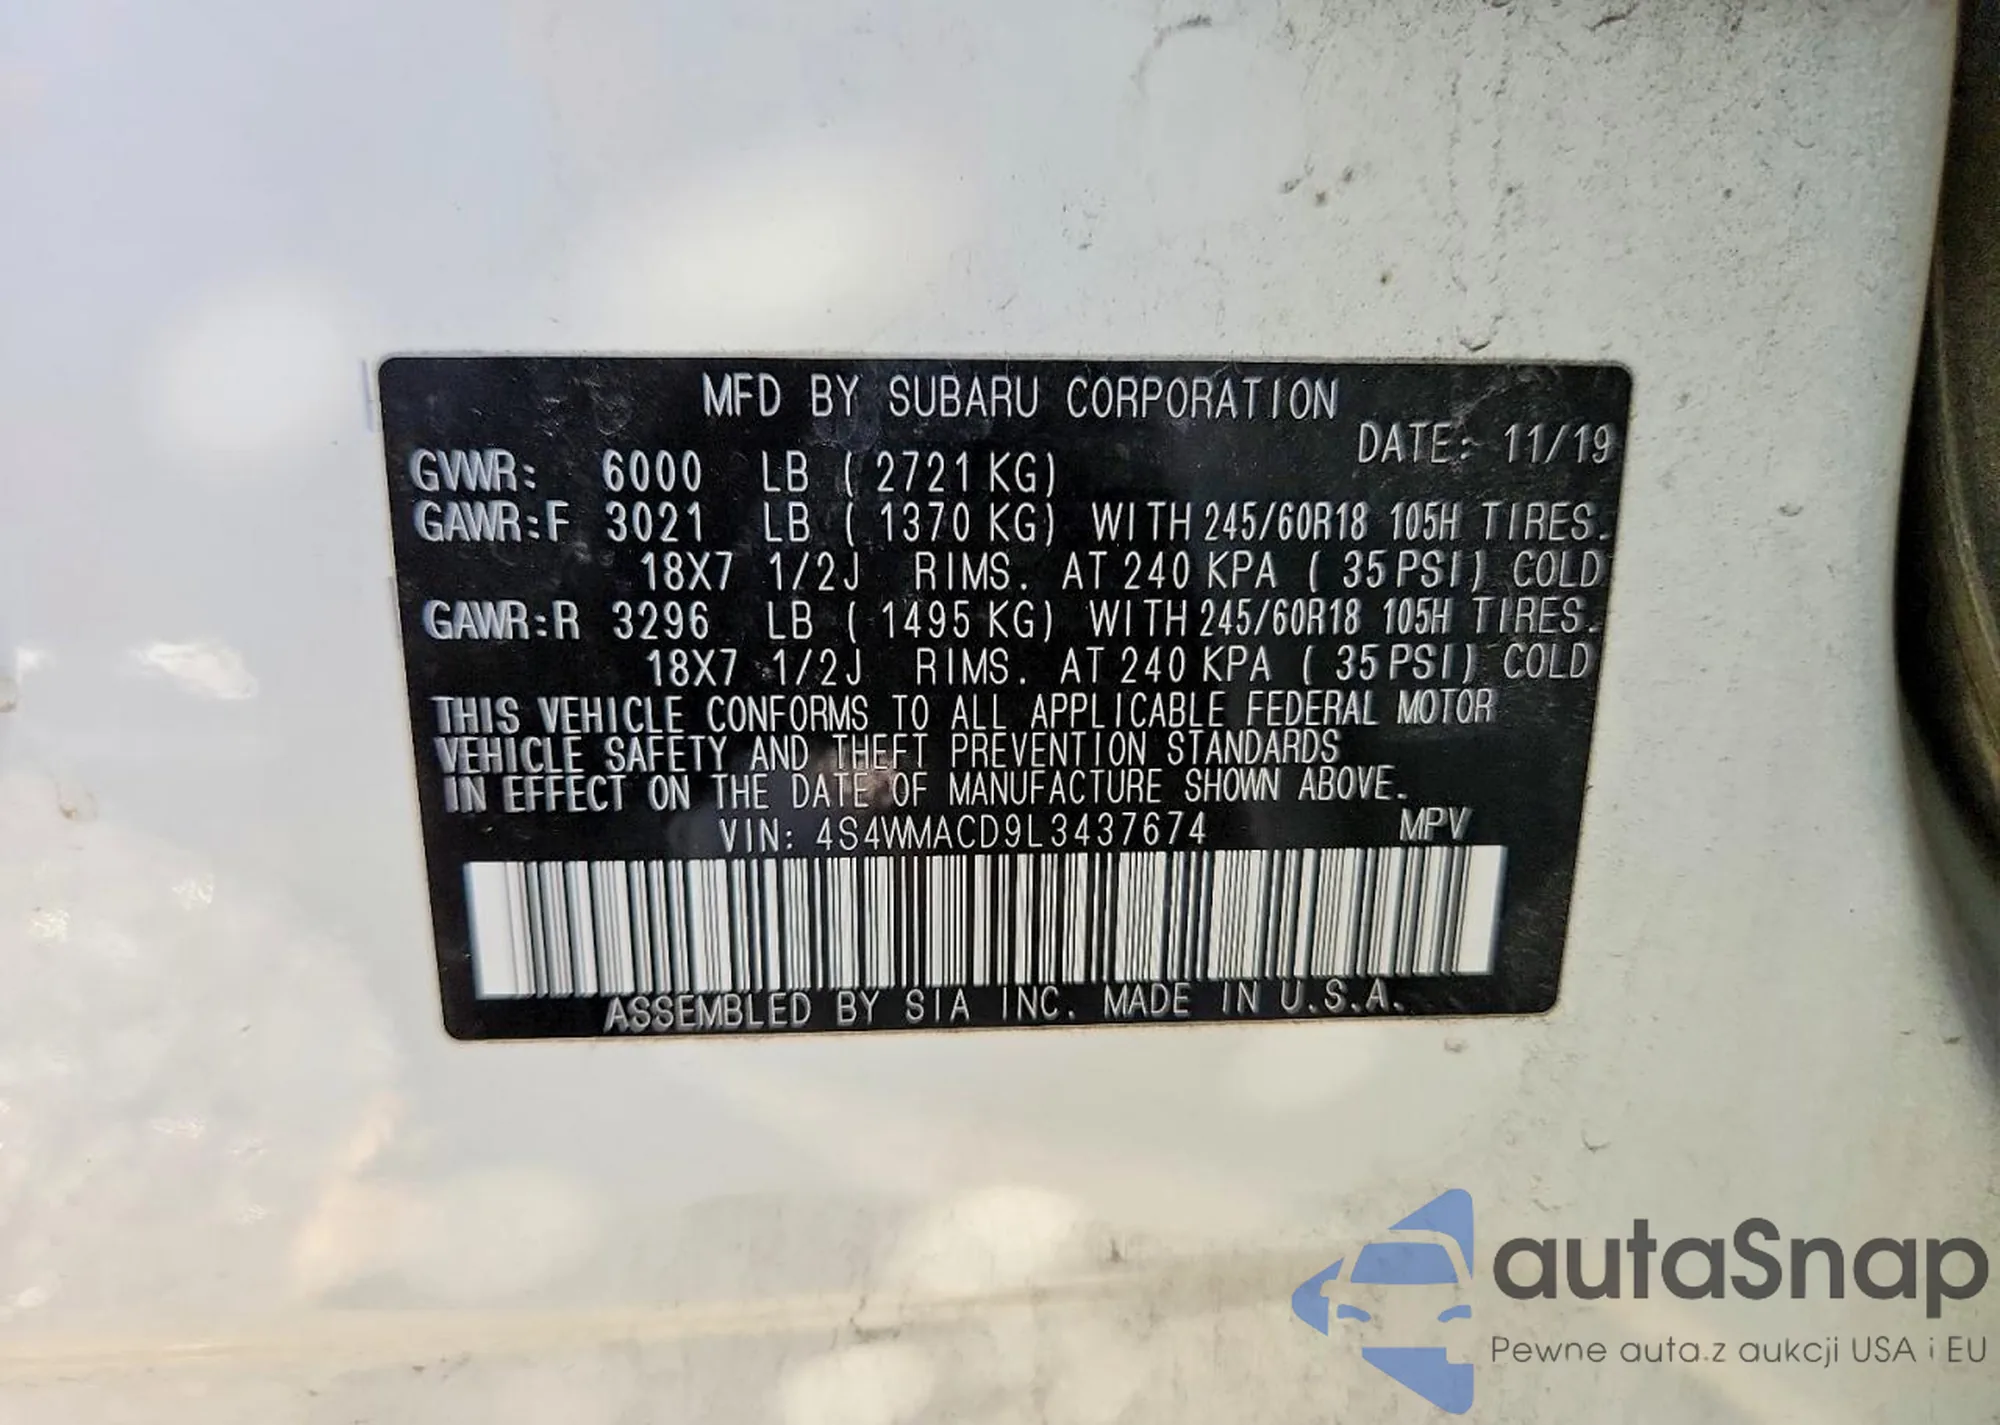 MFD BY SUBARU CORPORATION
DATE: 11/19
GVWR: 6000 LB ( 2721 KG)
GAWR:F 3021 LB ( 1370 KG) WITH 245/60R18 105H TIRES.
18X7 1/2J RIMS. AT 240 KPA ( 35 PSI) COLD
GAWR:R 3296 LB ( 1495 KG) WITH 245/60R18 105H TIRES.
18X7 1/2J RIMS. AT 240 KPA ( 35 PSI) COLD
THIS VEHICLE CONFORMS TO ALL APPLICABLE FEDERAL MOTOR
VEHICLE SAFETY AND THEFT PREVENTION STANDARDS
IN EFFECT ON THE DATE OF MANUFACTURE SHOWN ABOVE.
VIN: 4S4WMACD9L3437674 MPV
ASSEMBLED BY SIA INC. MADE IN U.S.A.
autaSnap
Pewne auta z aukcji USA i EU